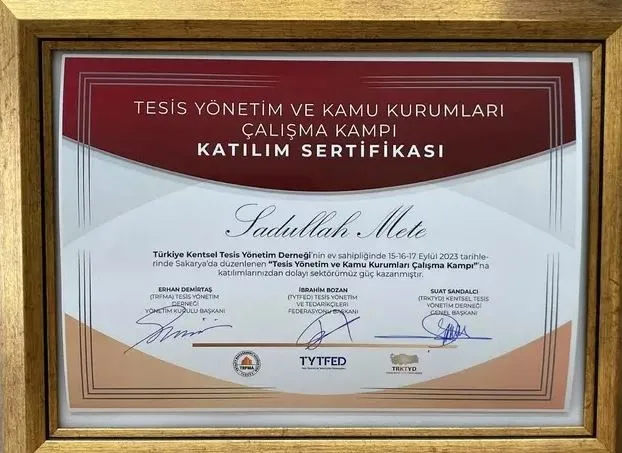 TESİS YÖNETİM VE KAMU KURUMLARI
ÇALIŞMA KAMPI
KATILIM SERTİFİKASI
Sadullah Mete
Türkiye Kentsel Tesis Yönetim Derneği'nin ev sahipliğinde 15-16-17 Eylül 2023 tarihle-
rinde Sakarya'da düzenlenen "Tesis Yönetim ve Kamu Kurumları Çalışma Kampı"na
katılımlarınızdan dolayı sektörümüz güç kazanmıştır.
ERHAN DEMİRTAŞ
(TRFMA) TESİS YÖNETİM
DERNEĞİ
YÖNETİM KURULU BAŞKANI
İBRAHİM BOZAN
(TYTFED) TESİS YÖNETİM
VE TEDARİKÇİLERİ
FEDERASYONU BAŞKANI
SUAT SANDALCI
(TRKTYD) KENTSEL TESİS
YÖNETİM DERNEĞİ
GENEL BAŞKANI
TRFMA
TYTFED
TRKTYD